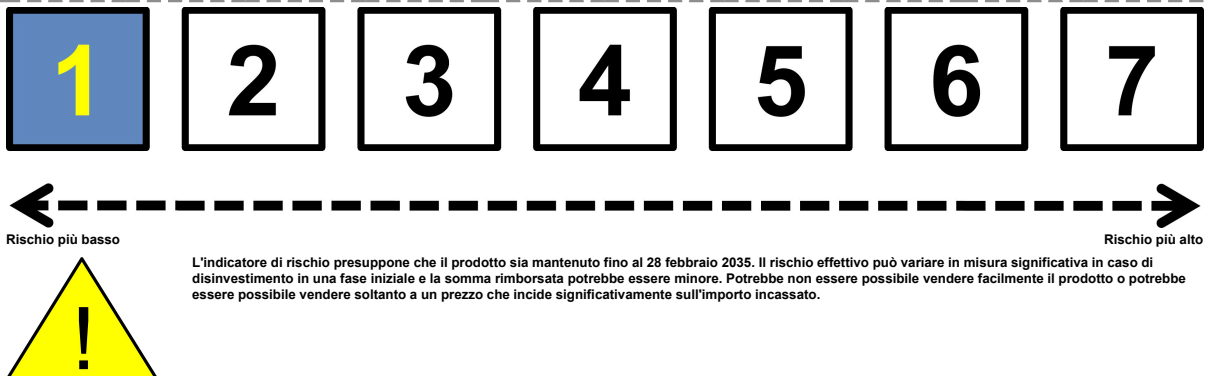 1 2 3 4 5 6 7
Rischio più basso Rischio più alto
L'indicatore di rischio presuppone che il prodotto sia mantenuto fino al 28 febbraio 2035. Il rischio effettivo può variare in misura significativa in caso di
disinvestimento in una fase iniziale e la somma rimborsata potrebbe essere minore. Potrebbe non essere possibile vendere facilmente il prodotto o potrebbe
essere possibile vendere soltanto a un prezzo che incide significativamente sull'importo incassato.
!